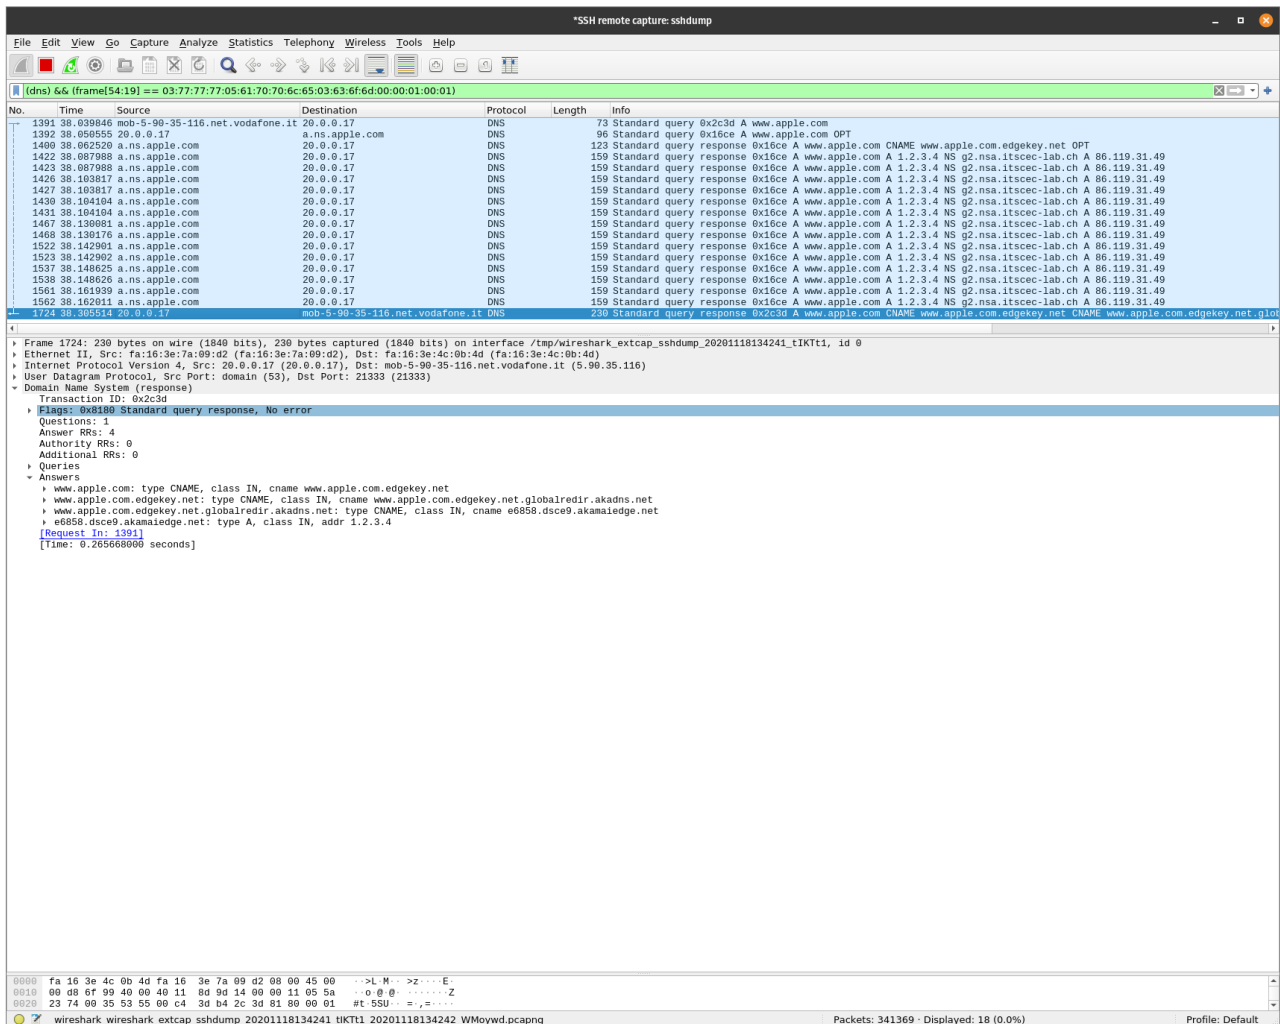 *SSH remote capture: sshdump
File Edit View Go Capture Analyze Statistics Telephony Wireless Tools Help
(dns) && (frame[54:19] == 03:77:77:77:05:61:70:70:6c:65:03:63:6f:6d:00:00:01:00:01)
No. Time Source Destination Protocol Length Info
1391 38.039846 mob-5-90-35-116.net.vodafone.it 20.0.0.17 DNS 73 Standard query 0x2c3d A www.apple.com
1392 38.050555 20.0.0.17 a.ns.apple.com DNS 96 Standard query 0x16ce A www.apple.com OPT
1400 38.062520 a.ns.apple.com 20.0.0.17 DNS 123 Standard query response 0x16ce A www.apple.com CNAME www.apple.com.edgekey.net OPT
1422 38.087988 a.ns.apple.com 20.0.0.17 DNS 159 Standard query response 0x16ce A www.apple.com A 1.2.3.4 NS g2.nsa.itscec-lab.ch A 86.119.31.49
1423 38.087988 a.ns.apple.com 20.0.0.17 DNS 159 Standard query response 0x16ce A www.apple.com A 1.2.3.4 NS g2.nsa.itscec-lab.ch A 86.119.31.49
1426 38.103817 a.ns.apple.com 20.0.0.17 DNS 159 Standard query response 0x16ce A www.apple.com A 1.2.3.4 NS g2.nsa.itscec-lab.ch A 86.119.31.49
1427 38.103817 a.ns.apple.com 20.0.0.17 DNS 159 Standard query response 0x16ce A www.apple.com A 1.2.3.4 NS g2.nsa.itscec-lab.ch A 86.119.31.49
1430 38.104104 a.ns.apple.com 20.0.0.17 DNS 159 Standard query response 0x16ce A www.apple.com A 1.2.3.4 NS g2.nsa.itscec-lab.ch A 86.119.31.49
1431 38.104104 a.ns.apple.com 20.0.0.17 DNS 159 Standard query response 0x16ce A www.apple.com A 1.2.3.4 NS g2.nsa.itscec-lab.ch A 86.119.31.49
1467 38.130081 a.ns.apple.com 20.0.0.17 DNS 159 Standard query response 0x16ce A www.apple.com A 1.2.3.4 NS g2.nsa.itscec-lab.ch A 86.119.31.49
1468 38.130176 a.ns.apple.com 20.0.0.17 DNS 159 Standard query response 0x16ce A www.apple.com A 1.2.3.4 NS g2.nsa.itscec-lab.ch A 86.119.31.49
1522 38.142901 a.ns.apple.com 20.0.0.17 DNS 159 Standard query response 0x16ce A www.apple.com A 1.2.3.4 NS g2.nsa.itscec-lab.ch A 86.119.31.49
1523 38.142902 a.ns.apple.com 20.0.0.17 DNS 159 Standard query response 0x16ce A www.apple.com A 1.2.3.4 NS g2.nsa.itscec-lab.ch A 86.119.31.49
1537 38.148625 a.ns.apple.com 20.0.0.17 DNS 159 Standard query response 0x16ce A www.apple.com A 1.2.3.4 NS g2.nsa.itscec-lab.ch A 86.119.31.49
1538 38.148626 a.ns.apple.com 20.0.0.17 DNS 159 Standard query response 0x16ce A www.apple.com A 1.2.3.4 NS g2.nsa.itscec-lab.ch A 86.119.31.49
1561 38.161939 a.ns.apple.com 20.0.0.17 DNS 159 Standard query response 0x16ce A www.apple.com A 1.2.3.4 NS g2.nsa.itscec-lab.ch A 86.119.31.49
1562 38.162011 a.ns.apple.com 20.0.0.17 DNS 159 Standard query response 0x16ce A www.apple.com A 1.2.3.4 NS g2.nsa.itscec-lab.ch A 86.119.31.49
1724 38.305514 20.0.0.17 mob-5-90-35-116.net.vodafone.it DNS 230 Standard query response 0x2c3d A www.apple.com CNAME www.apple.com.edgekey.net CNAME www.apple.com.edgekey.net.glob
Frame 1724: 230 bytes on wire (1840 bits), 230 bytes captured (1840 bits) on interface /tmp/wireshark_extcap_sshdump_20201118134241_tIKTt1, id 0
Ethernet II, Src: fa:16:3e:7a:09:d2 (fa:16:3e:7a:09:d2), Dst: fa:16:3e:4c:0b:4d (fa:16:3e:4c:0b:4d)
Internet Protocol Version 4, Src: 20.0.0.17 (20.0.0.17), Dst: mob-5-90-35-116.net.vodafone.it (5.90.35.116)
User Datagram Protocol, Src Port: domain (53), Dst Port: 21333 (21333)
Domain Name System (response)
Transaction ID: 0x2c3d
Flags: 0x8180 Standard query response, No error
Questions: 1
Answer RRs: 4
Authority RRs: 0
Additional RRs: 0
Queries
Answers
www.apple.com: type CNAME, class IN, cname www.apple.com.edgekey.net
www.apple.com.edgekey.net: type CNAME, class IN, cname www.apple.com.edgekey.net.globalredir.akadns.net
www.apple.com.edgekey.net.globalredir.akadns.net: type CNAME, class IN, cname e6858.dsce9.akamaiedge.net
e6858.dsce9.akamaiedge.net: type A, class IN, addr 1.2.3.4
[Request In: 1391]
[Time: 0.265668000 seconds]
0000 fa 16 3e 4c 0b 4d fa 16 3e 7a 09 d2 08 00 45 00 ··>L·M·· >z····E·
0010 00 d8 6f 99 40 00 40 11 8d 9d 14 00 00 11 05 5a ··o·@·@· ·······Z
0020 23 74 00 35 53 55 00 c4 3d b4 2c 3d 81 80 00 01 #t·5SU·· =·,=····
wireshark_wireshark_extcap_sshdump_20201118134241_tIKTt1_20201118134242_WMoywd.pcapng Packets: 341369 · Displayed: 18 (0.0%) Profile: Default